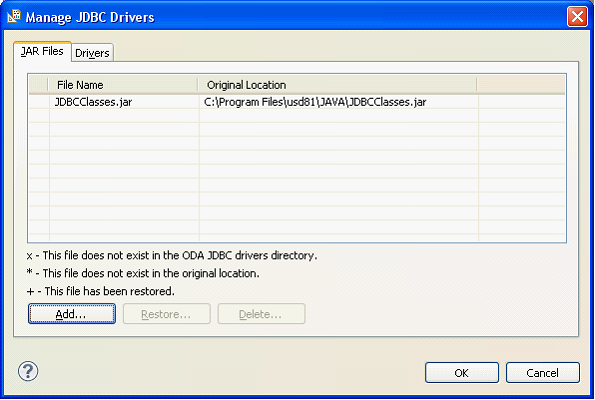 Manage JDBC Drivers
JAR Files Drivers
File Name Original Location
JDBCClasses.jar C:\Program Files\usd81\JAVA\JDBCClasses.jar
x - This file does not exist in the ODA JDBC drivers directory.
* - This file does not exist in the original location.
+ - This file has been restored.
Add... Restore... Delete...
? OK Cancel